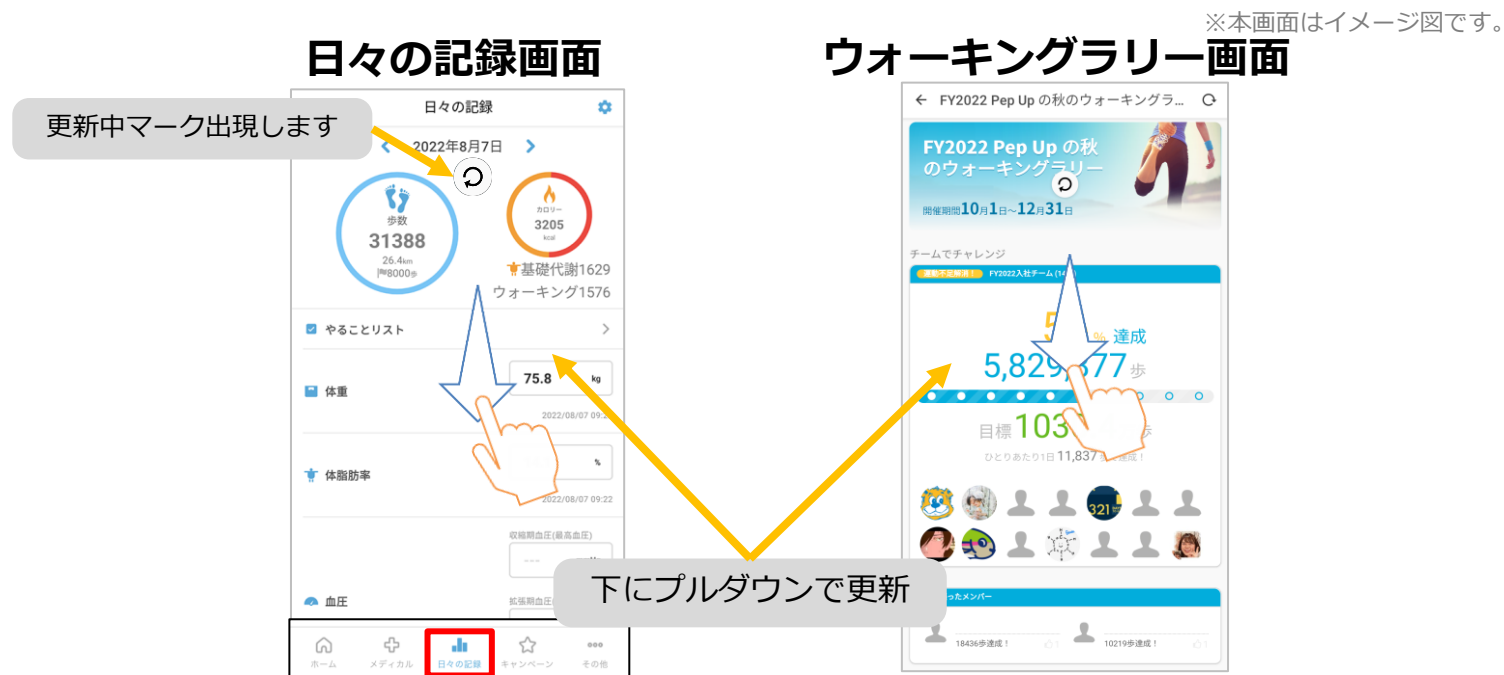 ※本画面はイメージ図です。
日々の記録画面
ウォーキングラリー画面
更新中マーク出現します
日々の記録
2022年8月7日
歩数
31388
26.4km
8000歩
カロリー
3205
kcal
基礎代謝1629
ウォーキング1576
やることリスト
体重
75.8 kg
2022/08/07 09:2
体脂肪率
%
2022/08/07 09:22
収縮期血圧(最高血圧)
---
血圧
拡張期血圧
ホーム
メディカル
日々の記録
キャンペーン
その他
下にプルダウンで更新
FY2022 Pep Up の秋のウォーキングラ...
FY2022 Pep Up の秋
のウォーキングラリー
開催期間10月1日~12月31日
チームでチャレンジ
運動不足解消! FY2022入社チーム (14
5 % 達成
5,829,877歩
目標 103 歩
ひとりあたり1日 11,837 達成!
321
ったメンバー
18436歩達成!
10219歩達成!